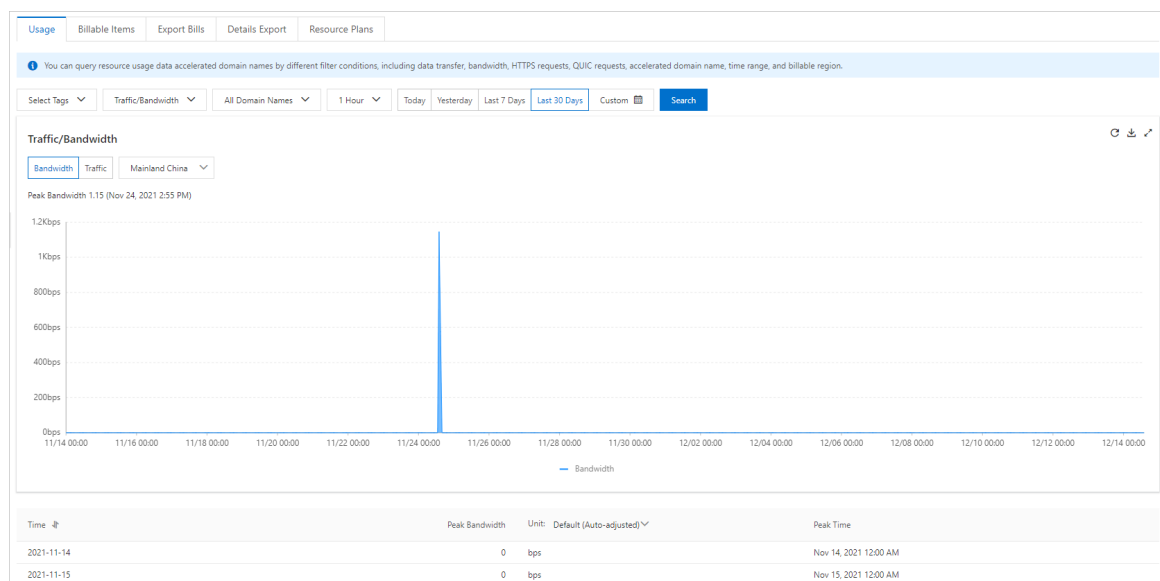 Usage Billable Items Export Bills Details Export Resource Plans
You can query resource usage data accelerated domain names by different filter conditions, including data transfer, bandwidth, HTTPS requests, QUIC requests, accelerated domain name, time range, and billable region.
Select Tags Traffic/Bandwidth All Domain Names 1 Hour Today Yesterday Last 7 Days Last 30 Days Custom Search
Traffic/Bandwidth
Bandwidth Traffic Mainland China
Peak Bandwidth 1.15 (Nov 24, 2021 2:55 PM)
1.2Kbps
1Kbps
800bps
600bps
400bps
200bps
0bps
11/14 00:00 11/16 00:00 11/18 00:00 11/20 00:00 11/22 00:00 11/24 00:00 11/26 00:00 11/28 00:00 11/30 00:00 12/02 00:00 12/04 00:00 12/06 00:00 12/08 00:00 12/10 00:00 12/12 00:00 12/14 00:00
Bandwidth
Time Peak Bandwidth Unit: Default (Auto-adjusted) Peak Time
2021-11-14 0 bps Nov 14, 2021 12:00 AM
2021-11-15 0 bps Nov 15, 2021 12:00 AM